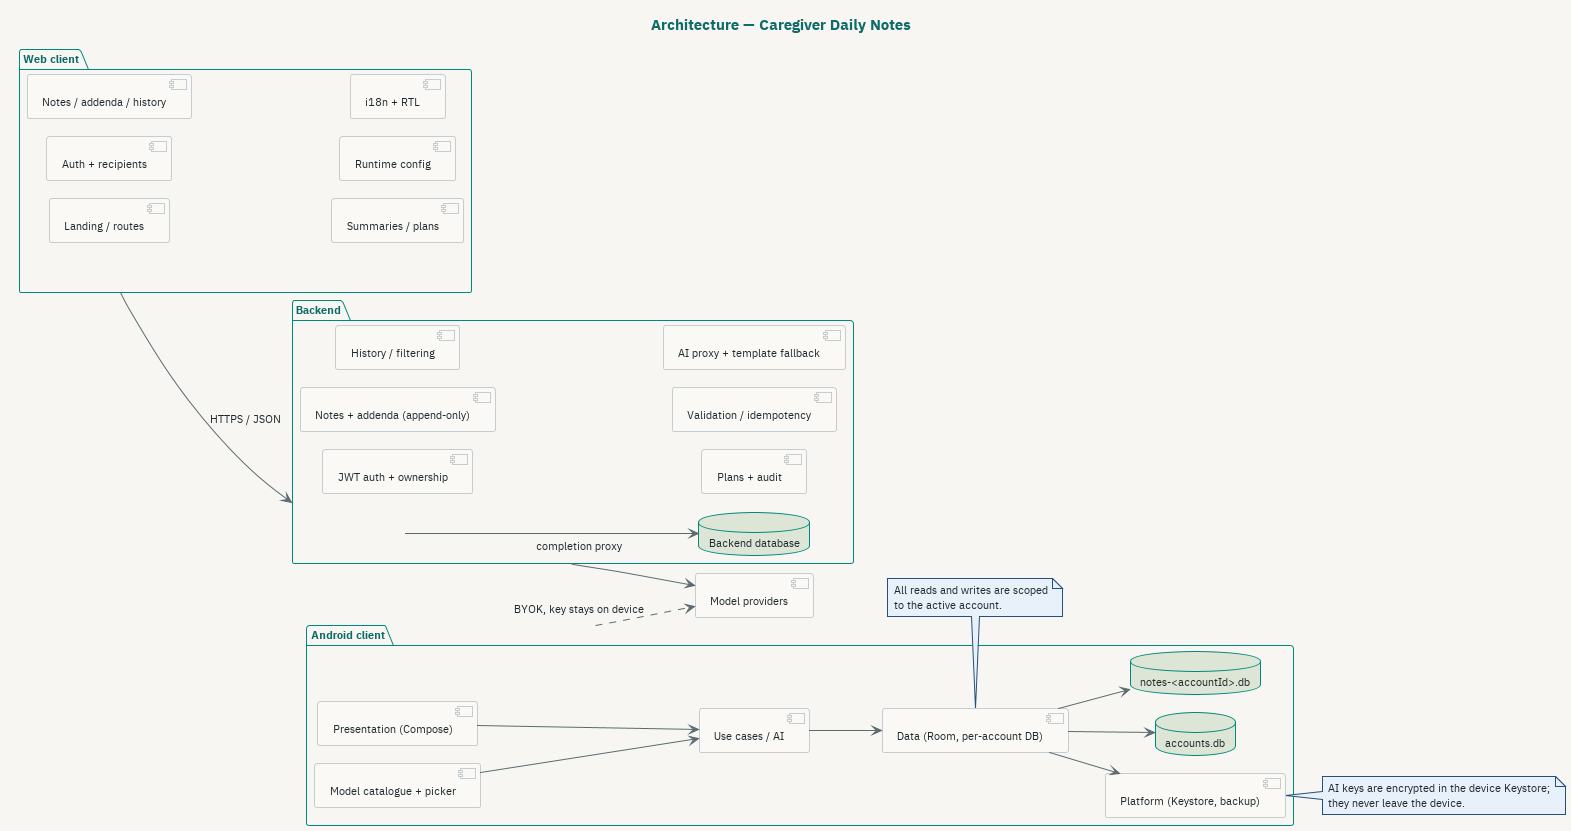 Architecture — Caregiver Daily Notes
Web client
Notes / addenda / history
i18n + RTL
Auth + recipients
Runtime config
Landing / routes
Summaries / plans
HTTPS / JSON
Backend
History / filtering
AI proxy + template fallback
Notes + addenda (append-only)
Validation / idempotency
JWT auth + ownership
Plans + audit
Backend database
completion proxy
Model providers
BYOK, key stays on device
All reads and writes are scoped
to the active account.
Android client
notes-<accountId>.db
Presentation (Compose)
Use cases / AI
Data (Room, per-account DB)
accounts.db
Model catalogue + picker
Platform (Keystore, backup)
AI keys are encrypted in the device Keystore;
they never leave the device.